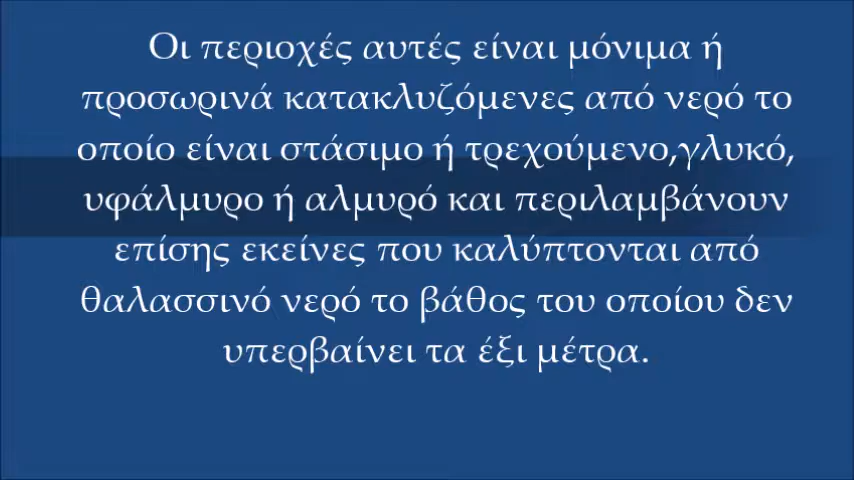 Οι περιοχές αυτές είναι μόνιμα ή
προσωρινά κατακλυζόμενες από νερό το
οποίο είναι στάσιμο ή τρεχούμενο,γλυκό,
υφάλμυρο ή αλμυρό και περιλαμβάνουν
επίσης εκείνες που καλύπτονται από
θαλασσινό νερό το βάθος του οποίου δεν
υπερβαίνει τα έξι μέτρα.